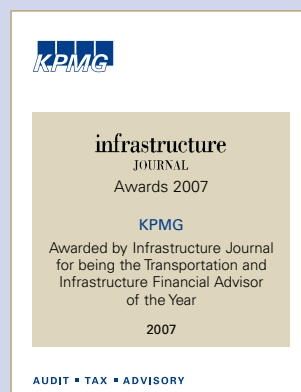 KPMG
infrastructure
JOURNAL
Awards 2007
KPMG
Awarded by Infrastructure Journal
for being the Transportation and
Infrastructure Financial Advisor
of the Year
2007
AUDIT ▪ TAX ▪ ADVISORY